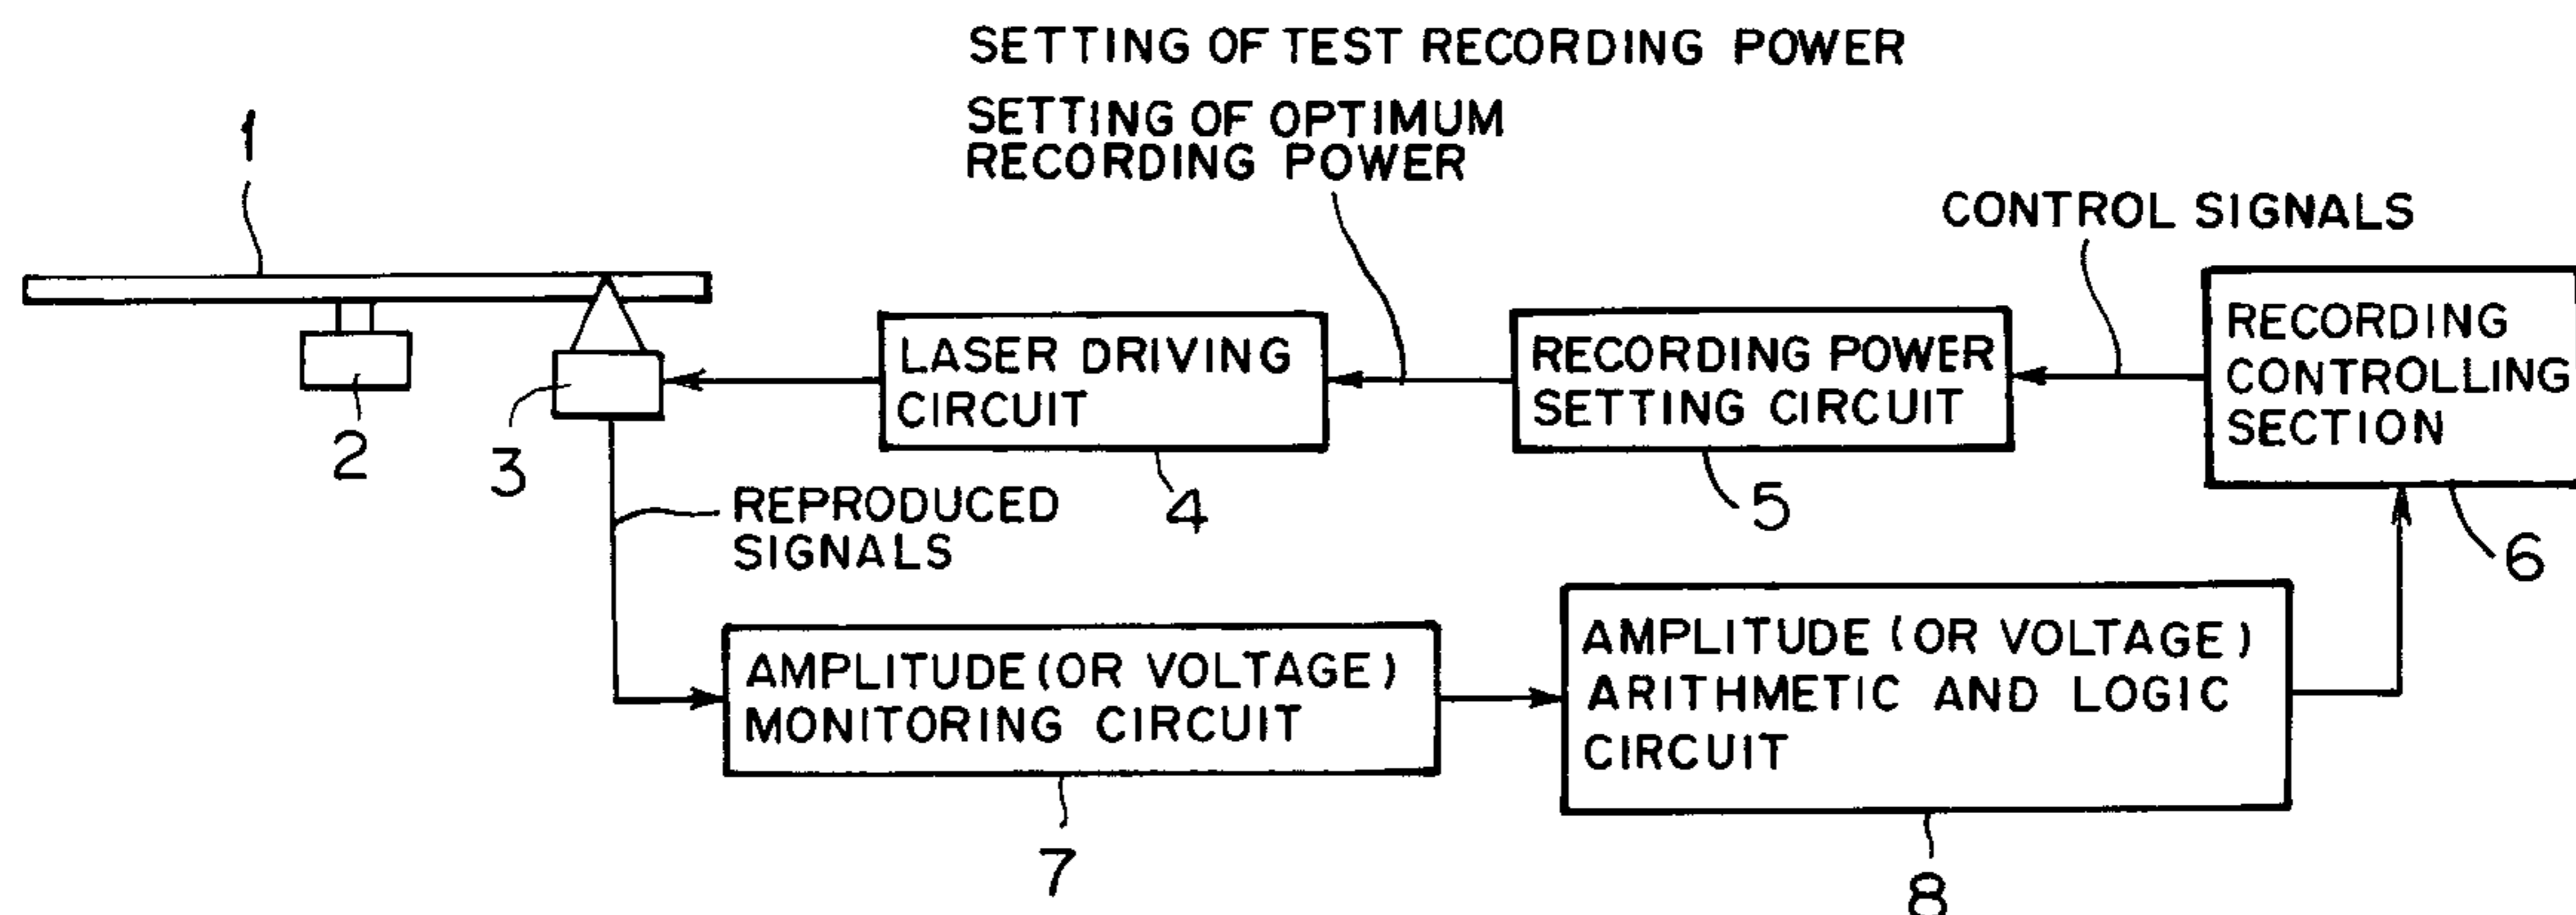 SETTING OF TEST RECORDING POWER
SETTING OF OPTIMUM
RECORDING POWER
1
CONTROL SIGNALS
LASER DRIVING
CIRCUIT
RECORDING POWER
SETTING CIRCUIT
RECORDING
CONTROLLING
SECTION
2
3
4
5
6
REPRODUCED
SIGNALS
AMPLITUDE (OR VOLTAGE)
MONITORING CIRCUIT
AMPLITUDE (OR VOLTAGE)
ARITHMETIC AND LOGIC
CIRCUIT
7
8